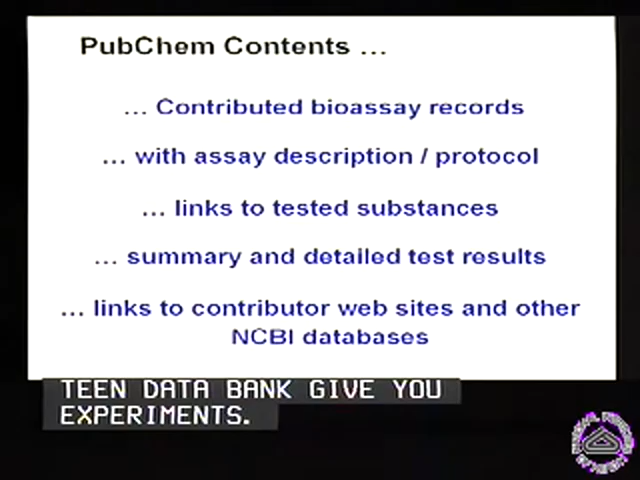 PubChem Contents ...
... Contributed bioassay records
... with assay description / protocol
... links to tested substances
... summary and detailed test results
... links to contributor web sites and other
NCBI databases
TEEN DATA BANK GIVE YOU
EXPERIMENTS.